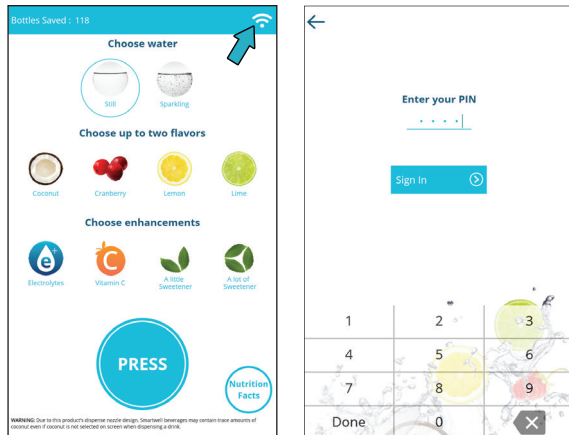 Bottles Saved : 118
Choose water
Still Sparkling
Choose up to two flavors
Coconut Cranberry Lemon Lime
Choose enhancements
e+ C
Electrolytes Vitamin C A little Sweetener A lot of Sweetener
PRESS
Nutrition
Facts
WARNING: Due to this product's dispense nozzle design. Smartwell beverages may contain trace amounts of
coconut even if coconut is not selected on screen when dispensing a drink.
Enter your PIN
Sign In
1 2 3
4 5 6
7 8 9
Done 0